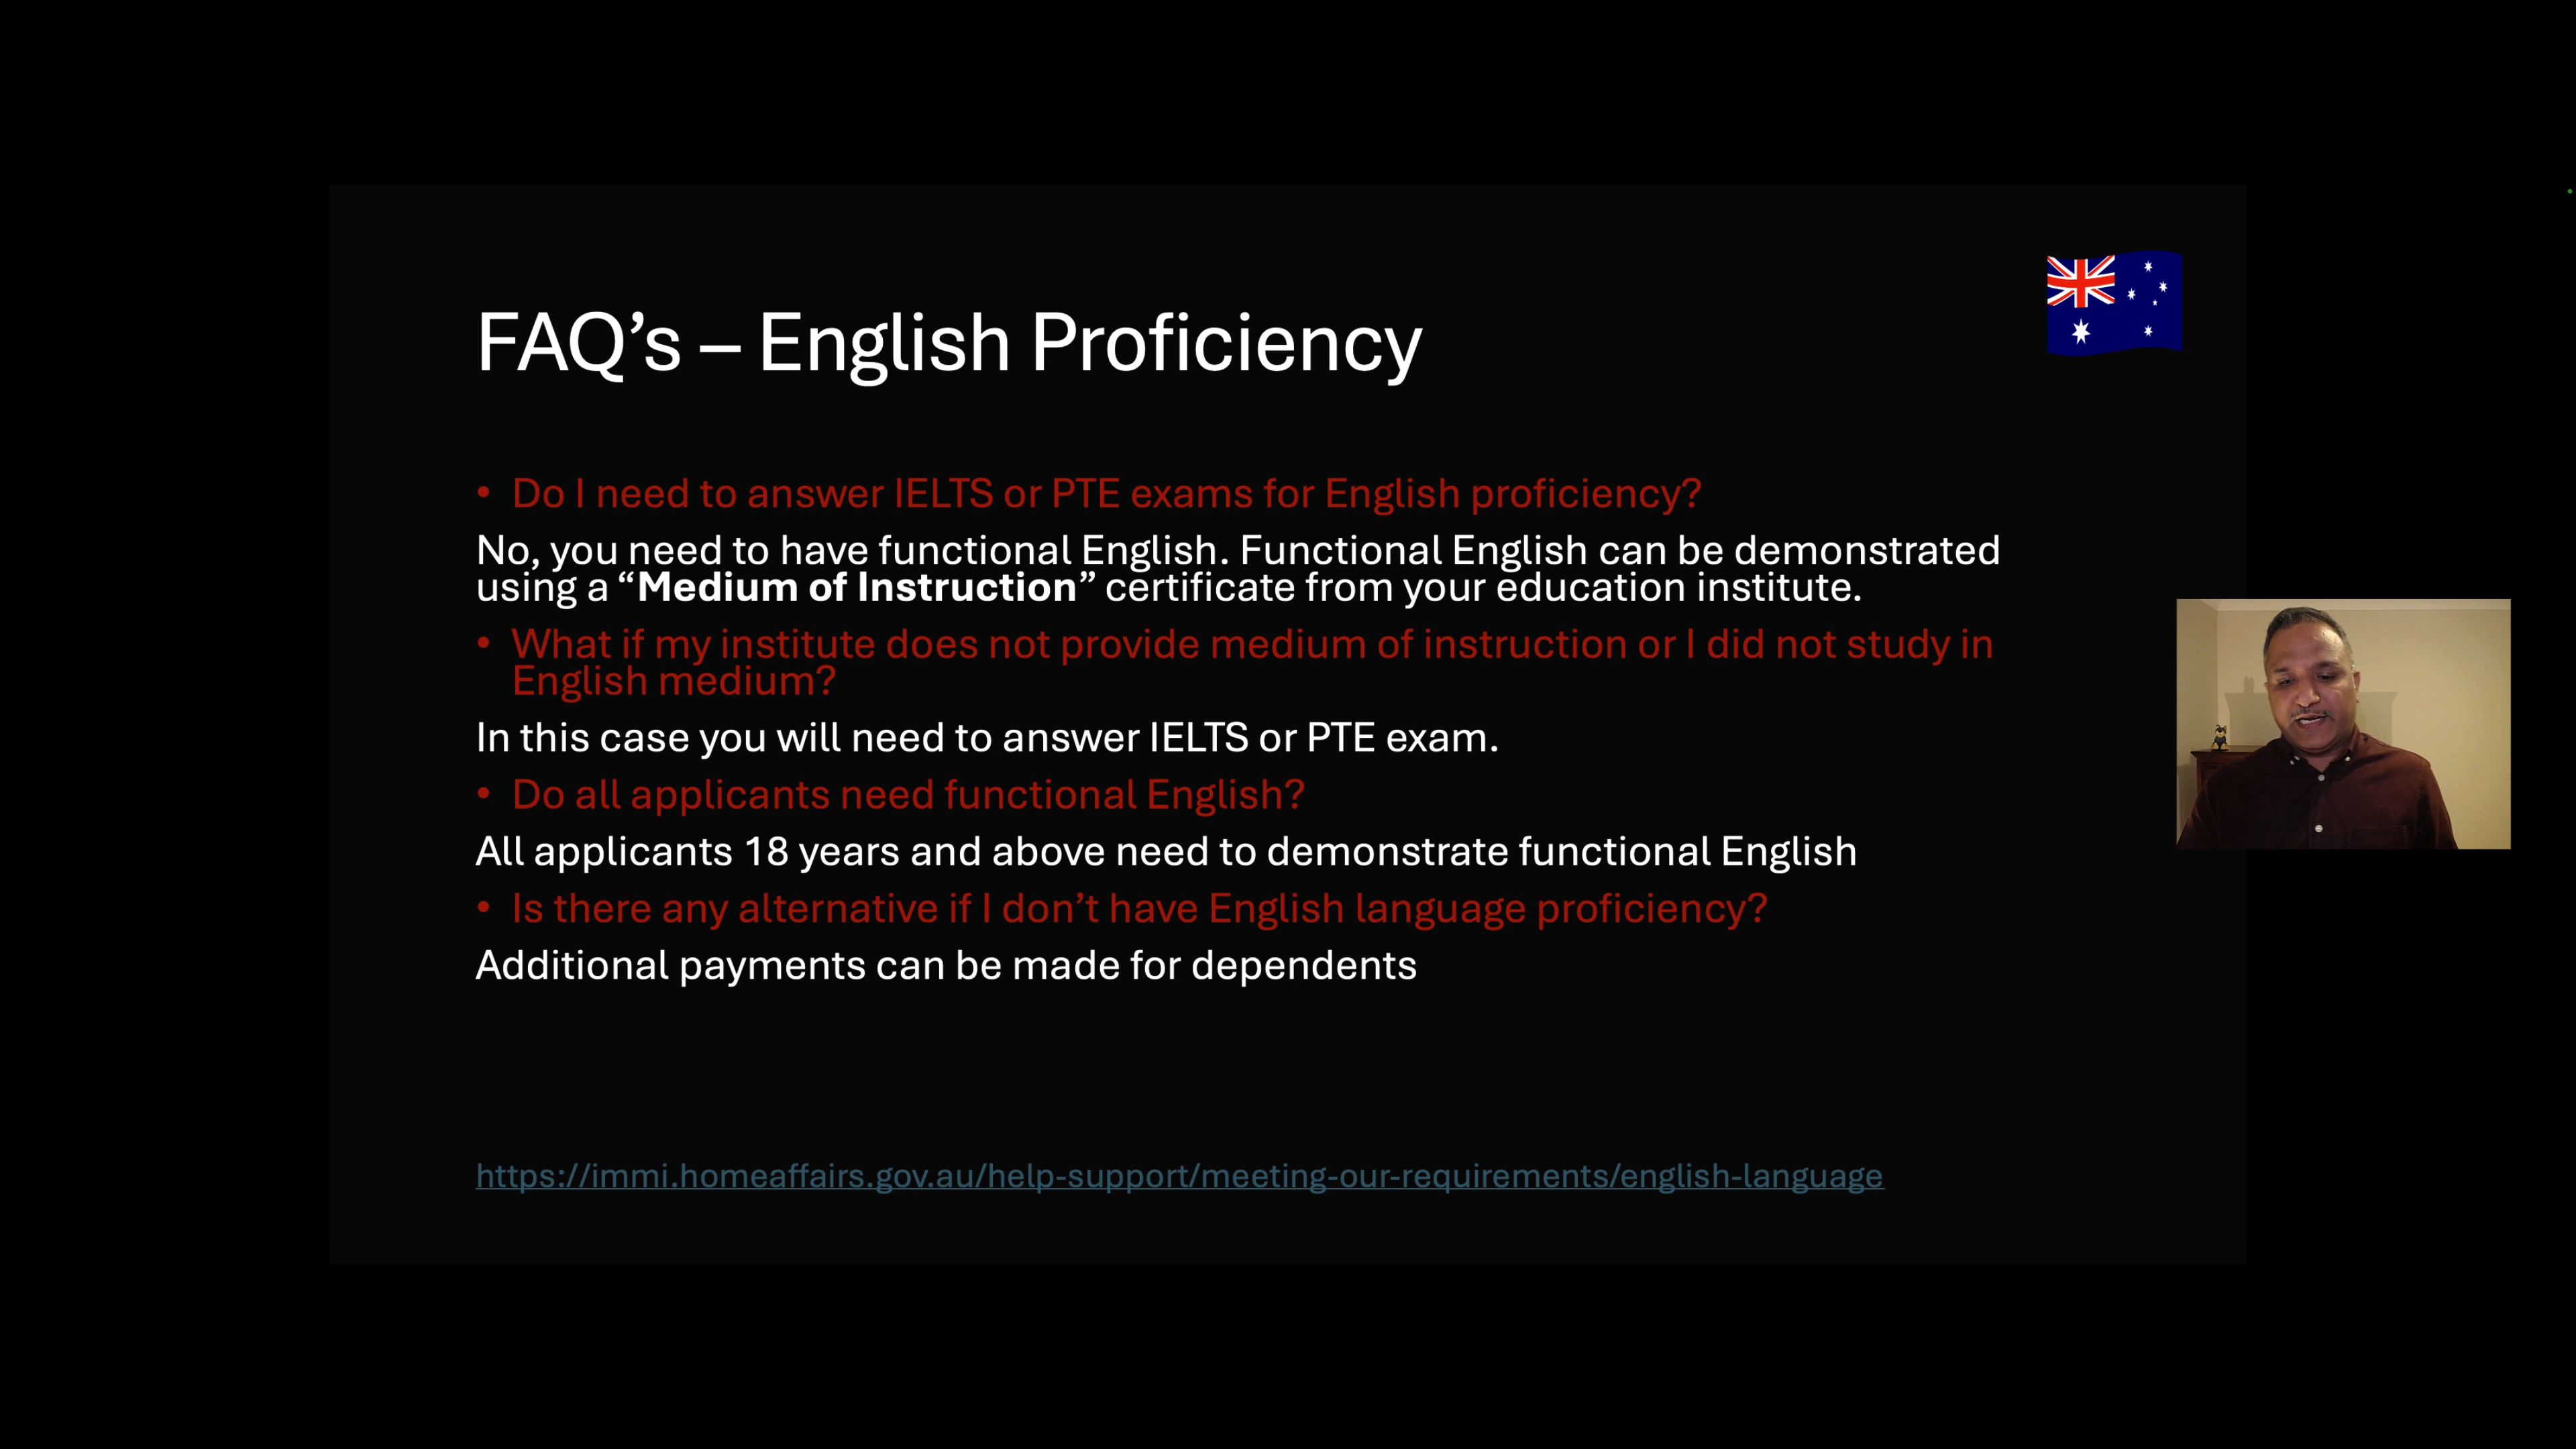 FAQ’s – English Proficiency
• Do I need to answer IELTS or PTE exams for English proficiency?
No, you need to have functional English. Functional English can be demonstrated
using a “Medium of Instruction” certificate from your education institute.
• What if my institute does not provide medium of instruction or I did not study in
English medium?
In this case you will need to answer IELTS or PTE exam.
• Do all applicants need functional English?
All applicants 18 years and above need to demonstrate functional English
• Is there any alternative if I don’t have English language proficiency?
Additional payments can be made for dependents
https://immi.homeaffairs.gov.au/help-support/meeting-our-requirements/english-language